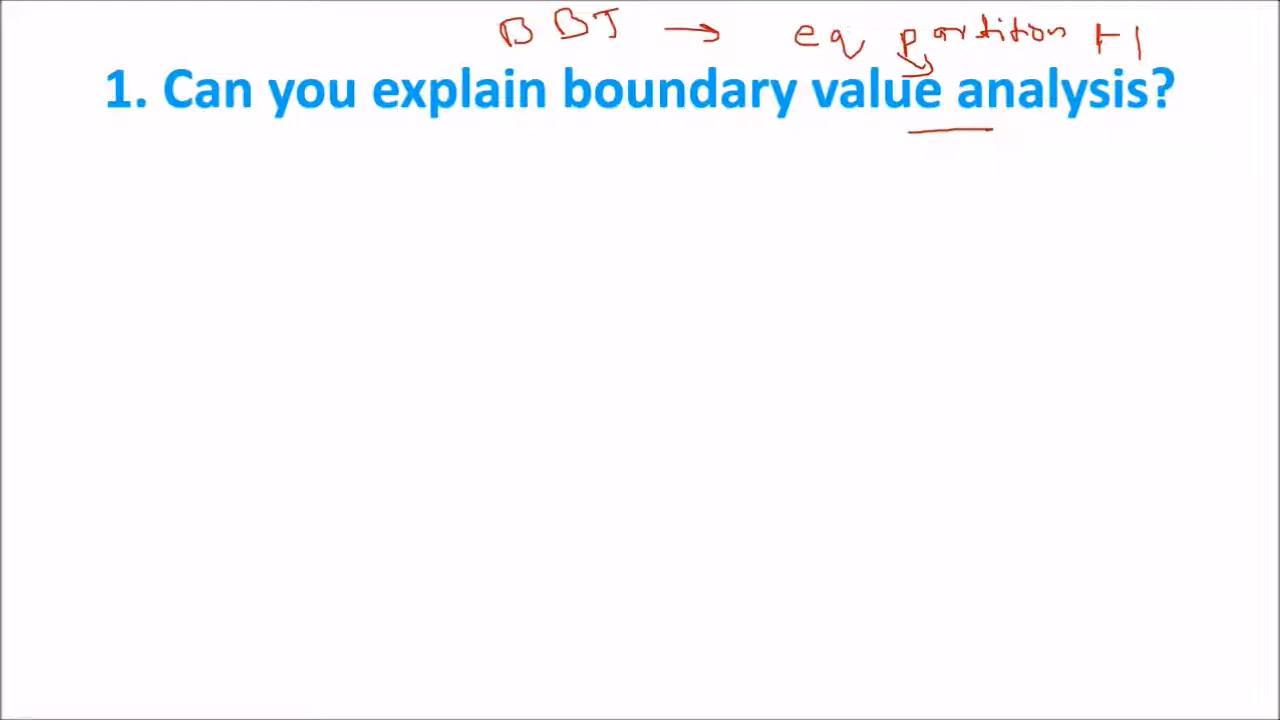 BBT → eq partition +1
1. Can you explain boundary value analysis?